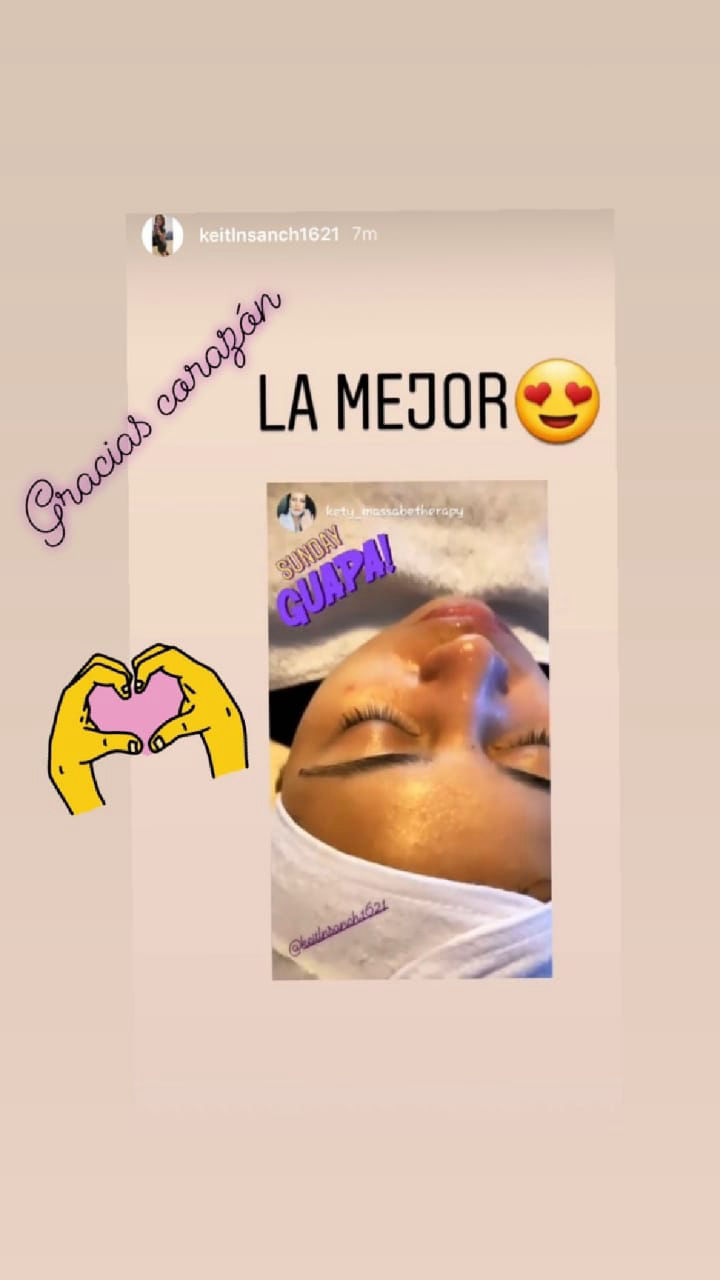 keitlnsanch1621 7m
Gracias corazón
LA MEJOR
kety_massabetherapy
SUNDAY
GUAPA!
@keitlnsanch1621